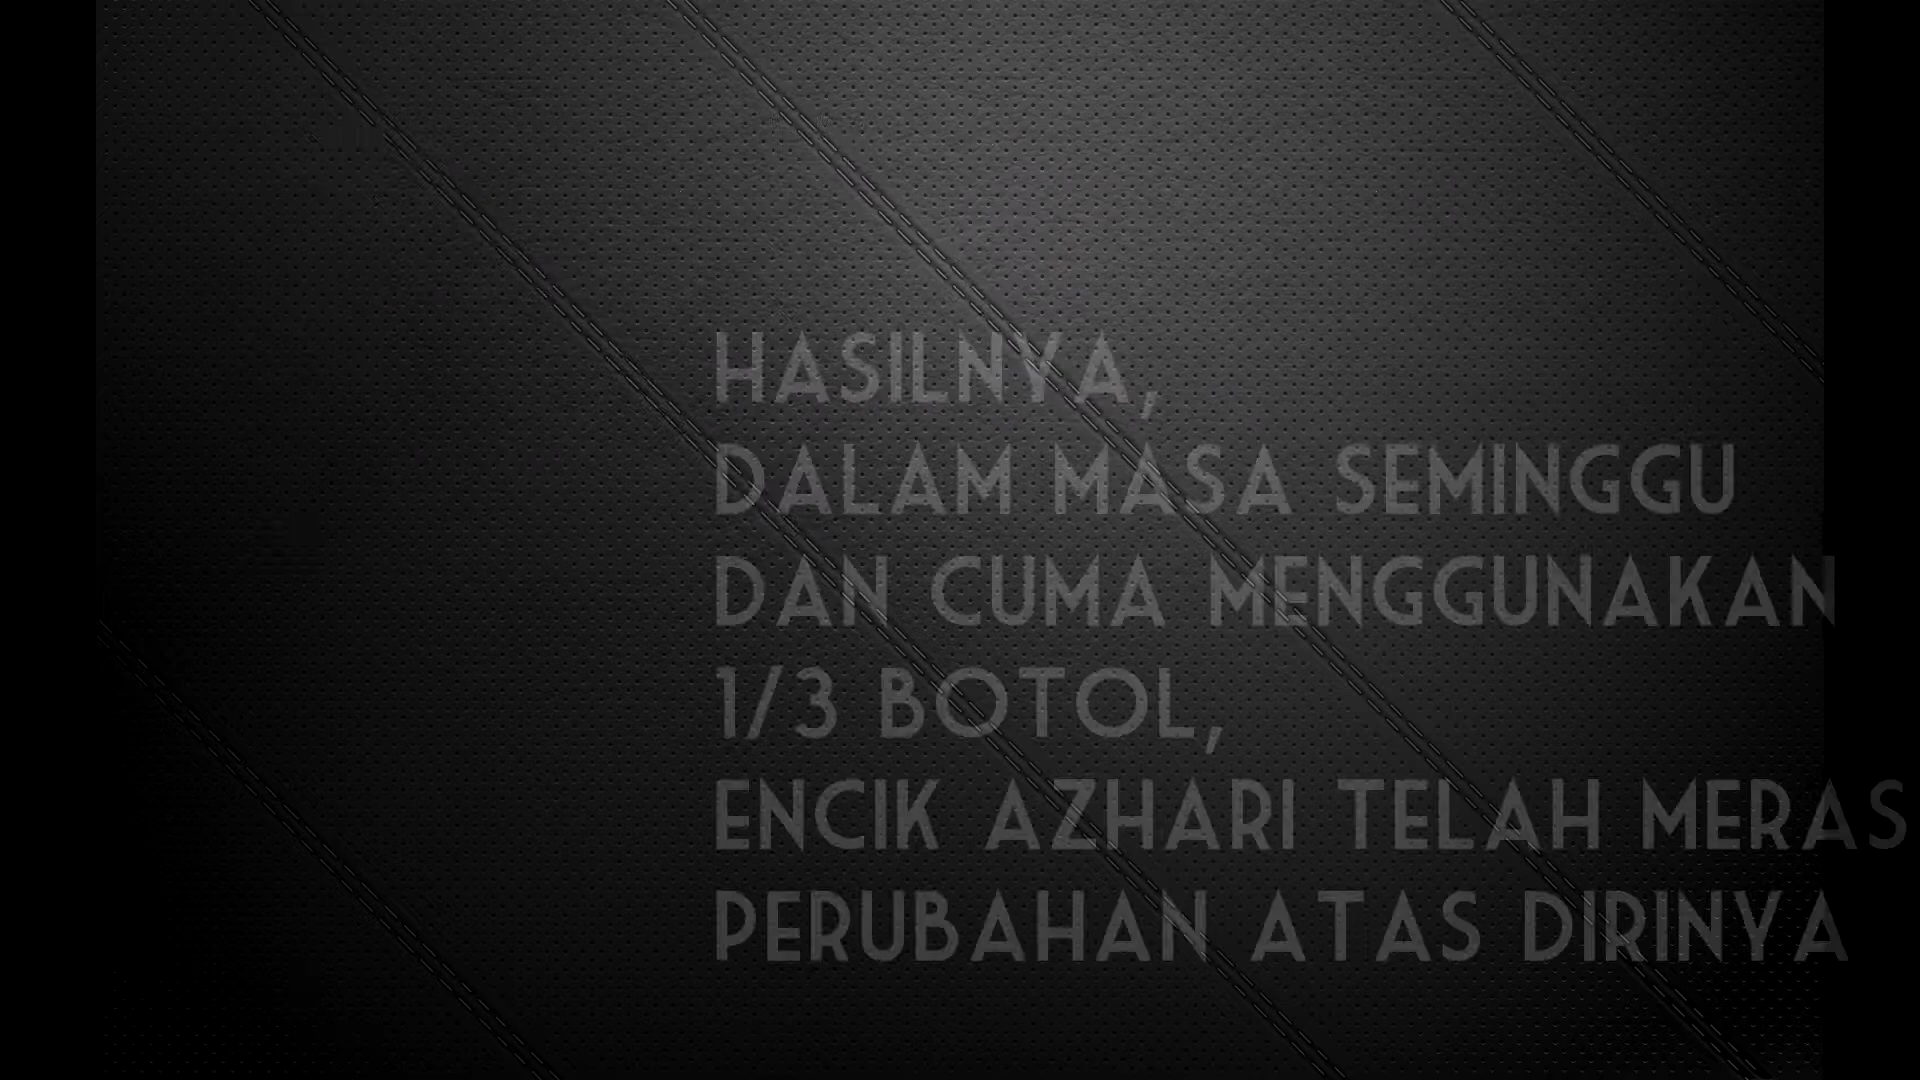 HASILNYA,
DALAM MASA SEMINGGU
DAN CUMA MENGGUNAKAN
1/3 BOTOL,
ENCIK AZHARI TELAH MERAS
PERUBAHAN ATAS DIRINYA